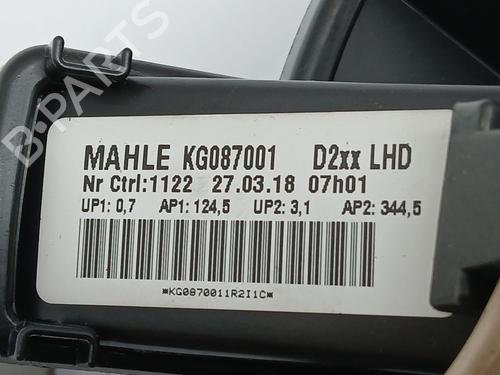 B-PARTS
MAHLE KG087001 D2xx LHD
Nr Ctrl:1122 27.03.18 07h01
UP1: 0,7 AP1: 124,5 UP2: 3,1 AP2: 344,5
*KG0870011R2I1C*